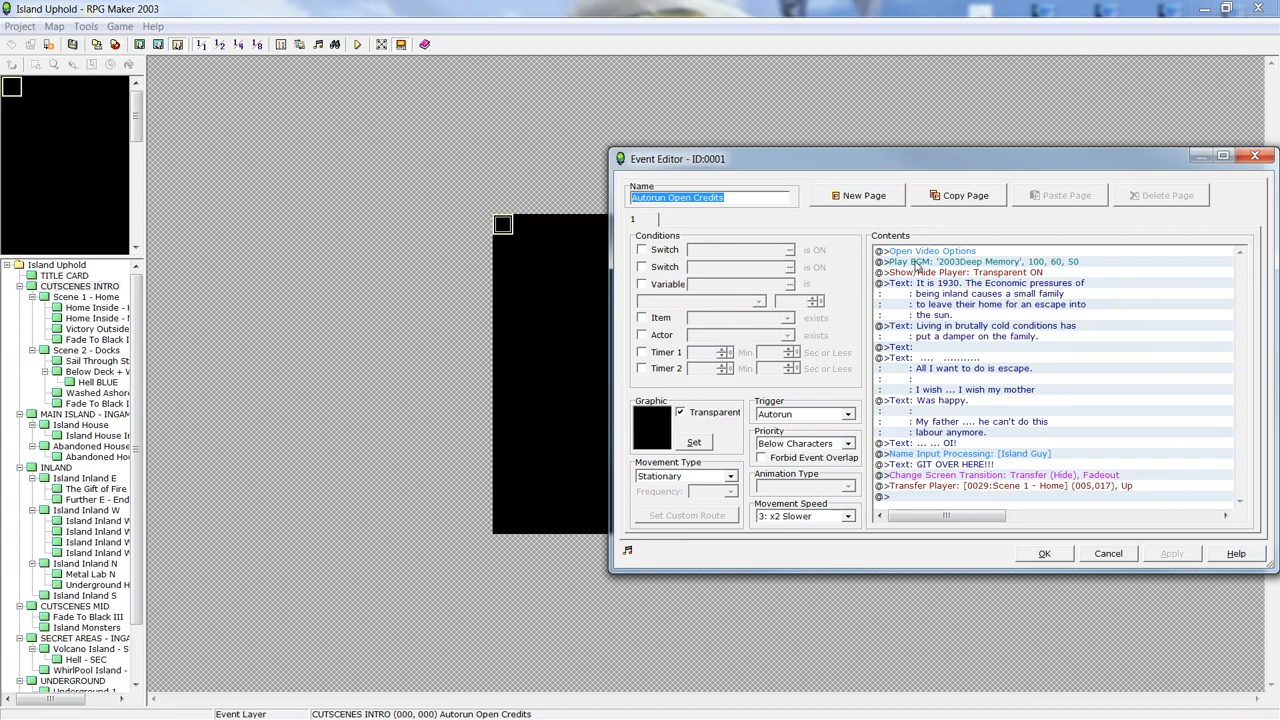 Island Uphold - RPG Maker 2003
Project Map Tools Game Help
Island Uphold
TITLE CARD
CUTSCENES INTRO
Scene 1 - Home
Home Inside -
Home Inside -
Victory Outside
Fade To Black I
Scene 2 - Docks
Sail Through St
Below Deck + W
Hell BLUE
Washed Ashore
Fade To Black I
MAIN ISLAND - INGAM
Island House
Island House I
Abandoned House
Abandoned Hou
INLAND
Island Inland E
The Gift of Fire
Further E - End
Island Inland W
Island Inland W
Island Inland W
Island Inland W
Island Inland W
Island Inland N
Metal Lab N
Underground H
Island Inland S
CUTSCENES MID
Fade To Black III
Island Monsters
SECRET AREAS - INGA
Volcano Island - S
Hell - SEC
WhirlPool Island -
UNDERGROUND
Underground 1
Event Editor - ID:0001
Name
Autorun Open Credits
New Page
Copy Page
Paste Page
Delete Page
1
Conditions
Switch is ON
Switch is ON
Variable is
Item exists
Actor exists
Timer 1 Min Sec or Less
Timer 2 Min Sec or Less
Graphic
Transparent
Set
Movement Type
Stationary
Frequency:
Set Custom Route
Trigger
Autorun
Priority
Below Characters
Forbid Event Overlap
Animation Type
Movement Speed
3: x2 Slower
Contents
@>Open Video Options
@>Play BGM: '2003Deep Memory', 100, 60, 50
@>Show/Hide Player: Transparent ON
@>Text: It is 1930. The Economic pressures of
: : being inland causes a small family
: : to leave their home for an escape into
: : the sun.
@>Text: Living in brutally cold conditions has
: : put a damper on the family.
@>Text:
@>Text: .... ...........
: : All I want to do is escape.
: :
: : I wish ... I wish my mother
@>Text: Was happy.
: :
: : My father .... he can't do this
: : labour anymore.
@>Text: ... ... OI!
@>Name Input Processing: [Island Guy]
@>Text: GIT OVER HERE!!!
@>Change Screen Transition: Transfer (Hide), Fadeout
@>Transfer Player: [0029:Scene 1 - Home] (005,017), Up
@>
OK
Cancel
Apply
Help
Event Layer
CUTSCENES INTRO (000, 000) Autorun Open Credits